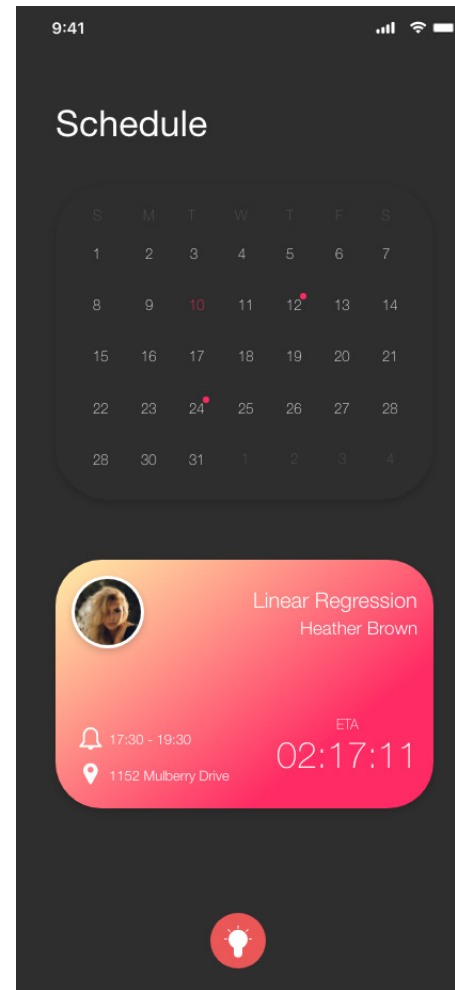 9:41
Schedule
S M T W T F S
1 2 3 4 5 6 7
8 9 10 11 12 13 14
15 16 17 18 19 20 21
22 23 24 25 26 27 28
28 30 31 1 2 3 4
Linear Regression
Heather Brown
17:30 - 19:30
1152 Mulberry Drive
ETA
02:17:11